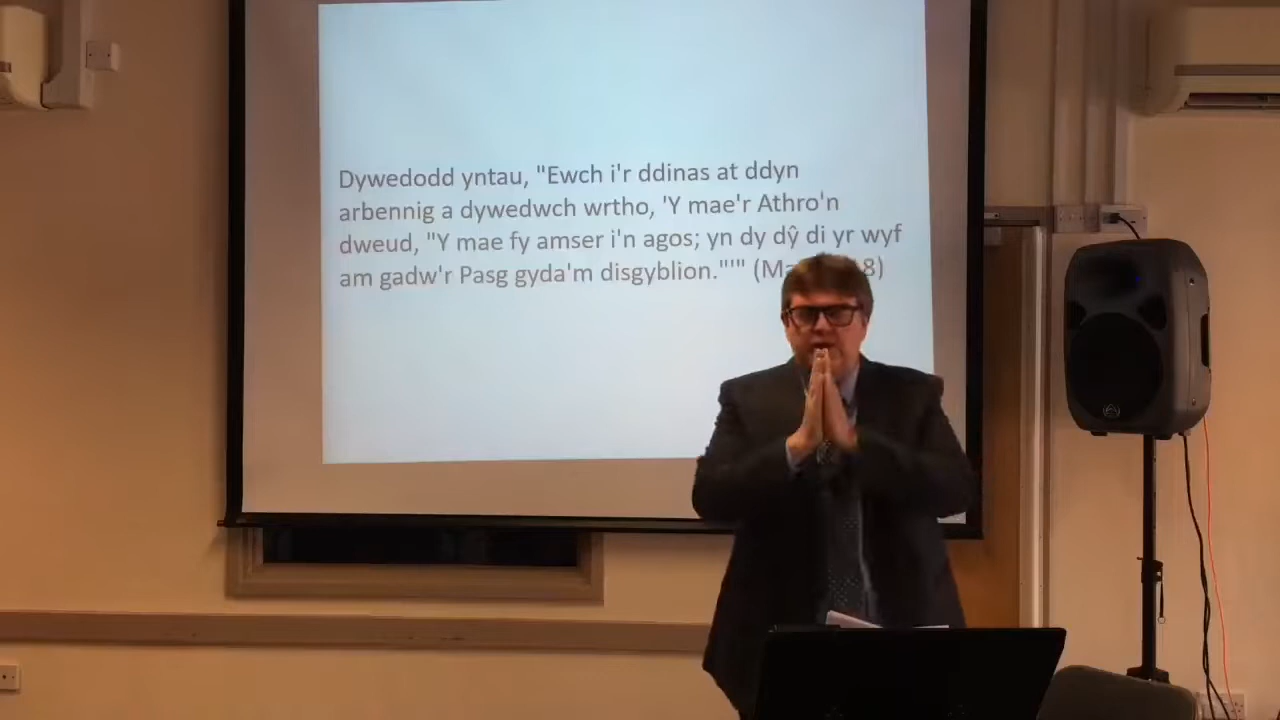 Dywedodd yntau, "Ewch i'r ddinas at ddyn
arbennig a dywedwch wrtho, 'Y mae'r Athro'n
dweud, "Y mae fy amser i'n agos; yn dy dŷ di yr wyf
am gadw'r Pasg gyda'm disgyblion."'" 8)